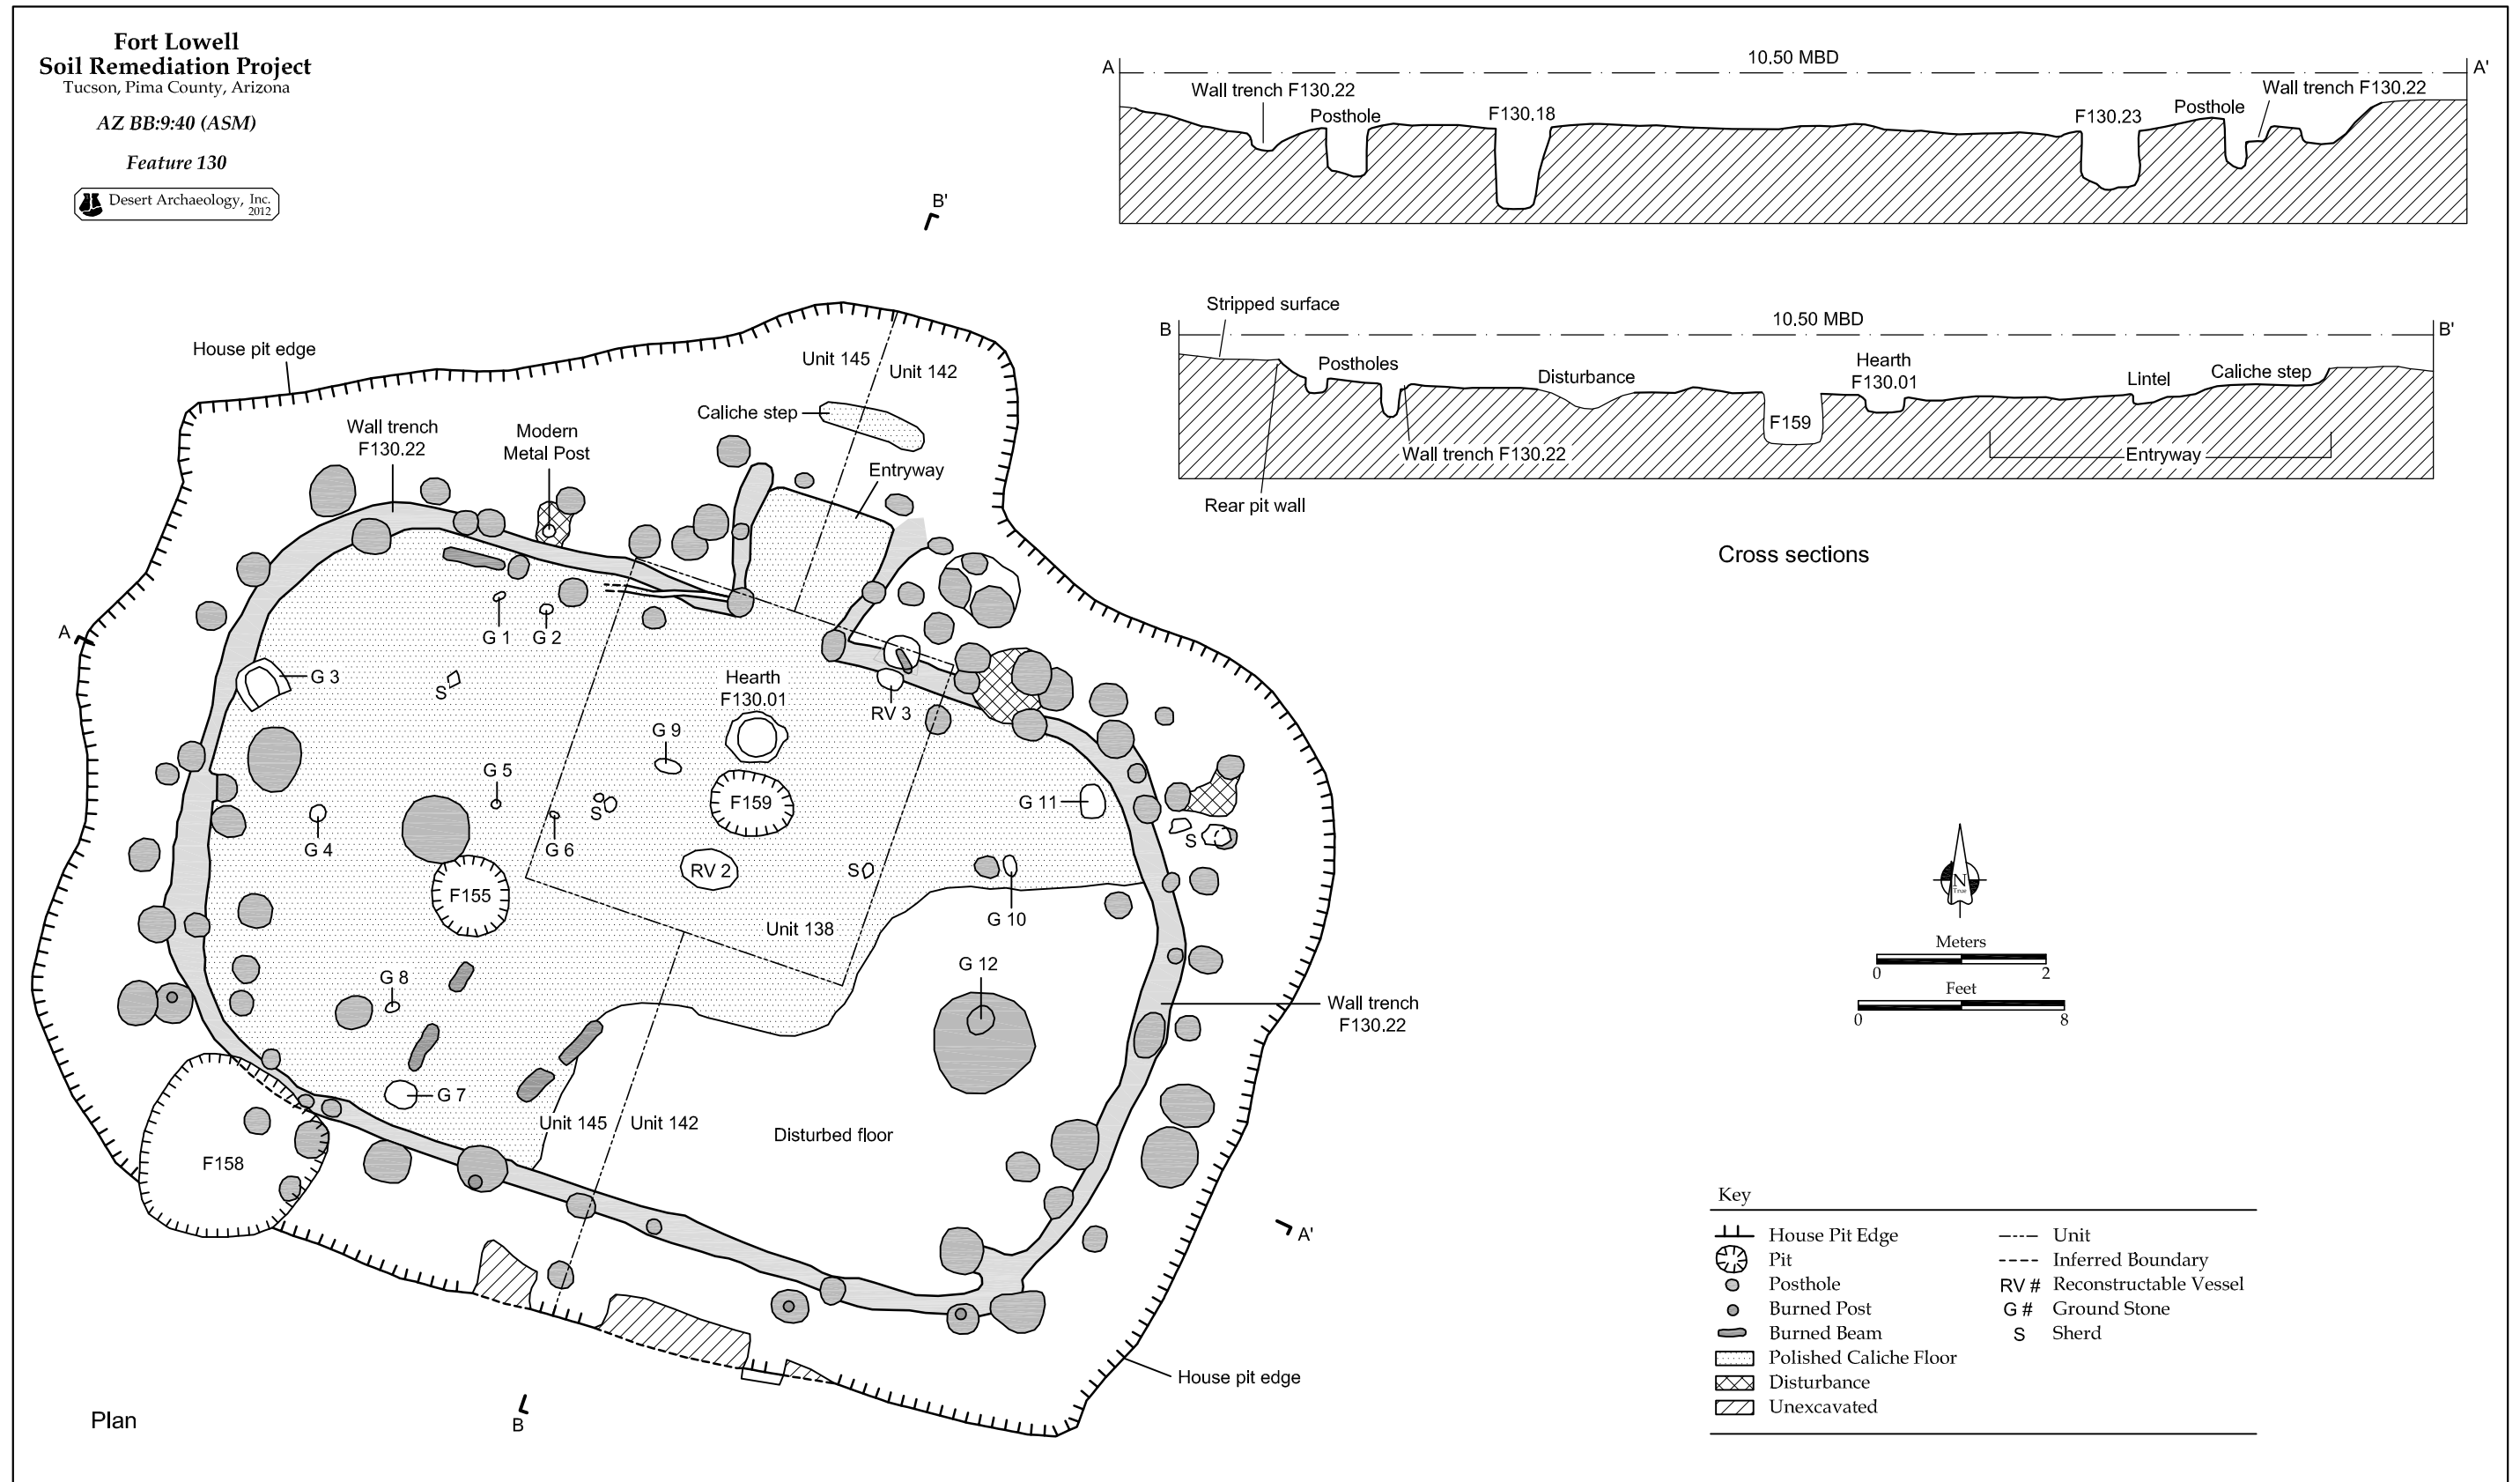 Fort Lowell
Soil Remediation Project
Tucson, Pima County, Arizona
AZ BB:9:40 (ASM)
Feature 130
Desert Archaeology, Inc.
2012
A
10.50 MBD
A'
Wall trench F130.22
Posthole
F130.18
F130.23
Posthole
Wall trench F130.22
Stripped surface
B
10.50 MBD
B'
Postholes
Disturbance
Hearth
F130.01
Lintel
Caliche step
F159
Wall trench F130.22
Entryway
Rear pit wall
Cross sections
B'
House pit edge
Unit 145
Unit 142
Caliche step
Wall trench
F130.22
Modern
Metal Post
Entryway
A
G 1
G 2
G 3
S
Hearth
F130.01
RV 3
G 9
G 5
S
F159
G 11
G 4
G 6
S
RV 2
S
F155
G 10
Unit 138
G 8
G 12
Wall trench
F130.22
G 7
Unit 145
Unit 142
Disturbed floor
F158
A'
House pit edge
B
Plan
N
True
Meters
0
2
Feet
0
8
Key
House Pit Edge
Pit
Posthole
Burned Post
Burned Beam
Polished Caliche Floor
Disturbance
Unexcavated
Unit
Inferred Boundary
RV # Reconstructable Vessel
G # Ground Stone
S Sherd